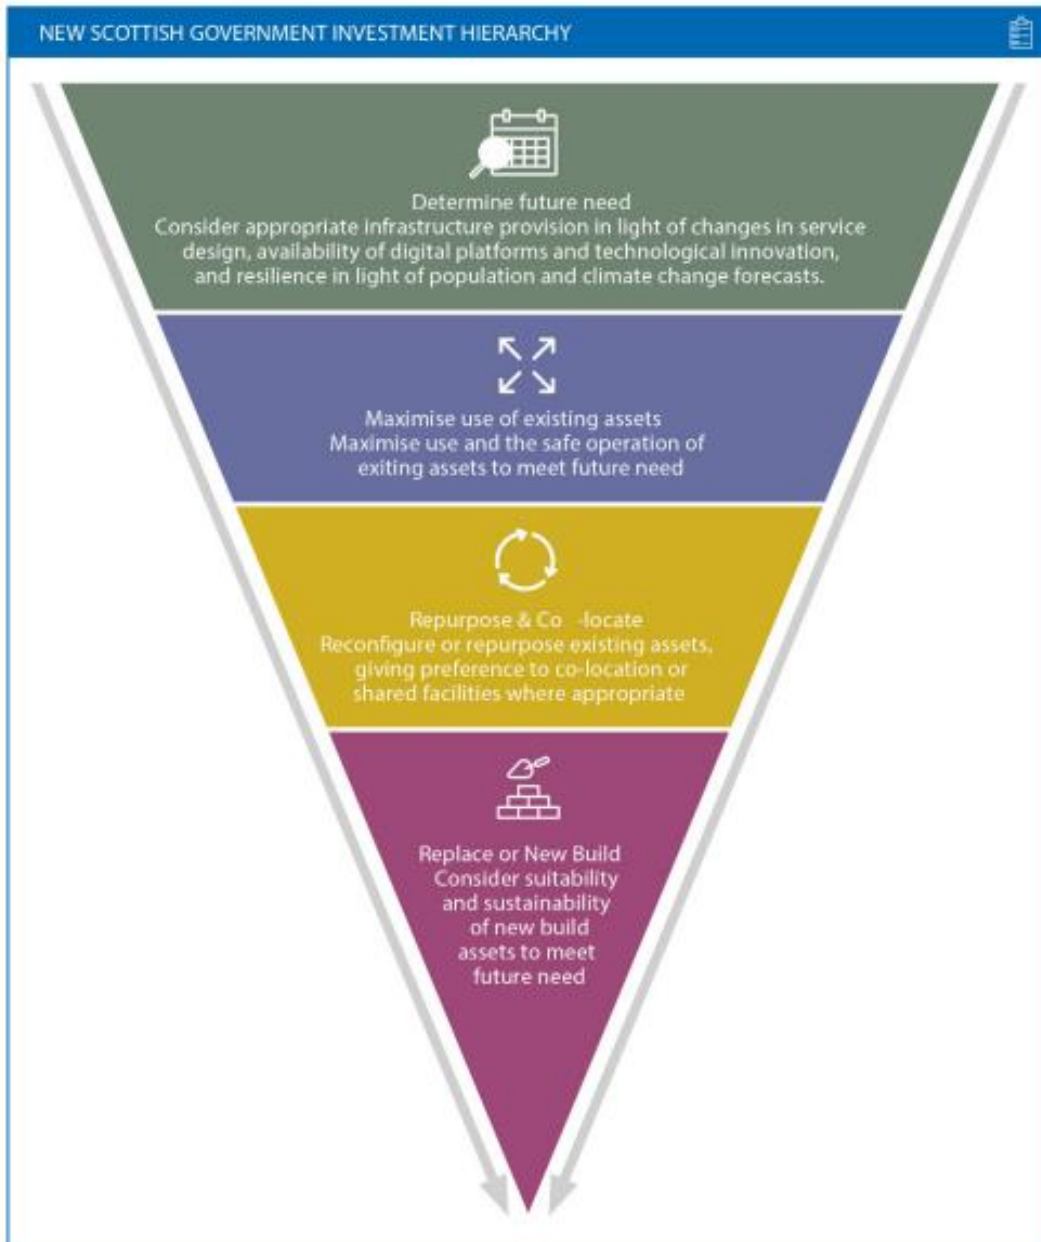 NEW SCOTTISH GOVERNMENT INVESTMENT HIERARCHY
Determine future need
Consider appropriate infrastructure provision in light of changes in service
design, availability of digital platforms and technological innovation,
and resilience in light of population and climate change forecasts.
Maximise use of existing assets
Maximise use and the safe operation of
exiting assets to meet future need
Repurpose & Co -locate
Reconfigure or repurpose existing assets,
giving preference to co-location or
shared facilities where appropriate
Replace or New Build
Consider suitability
and sustainability
of new build
assets to meet
future need